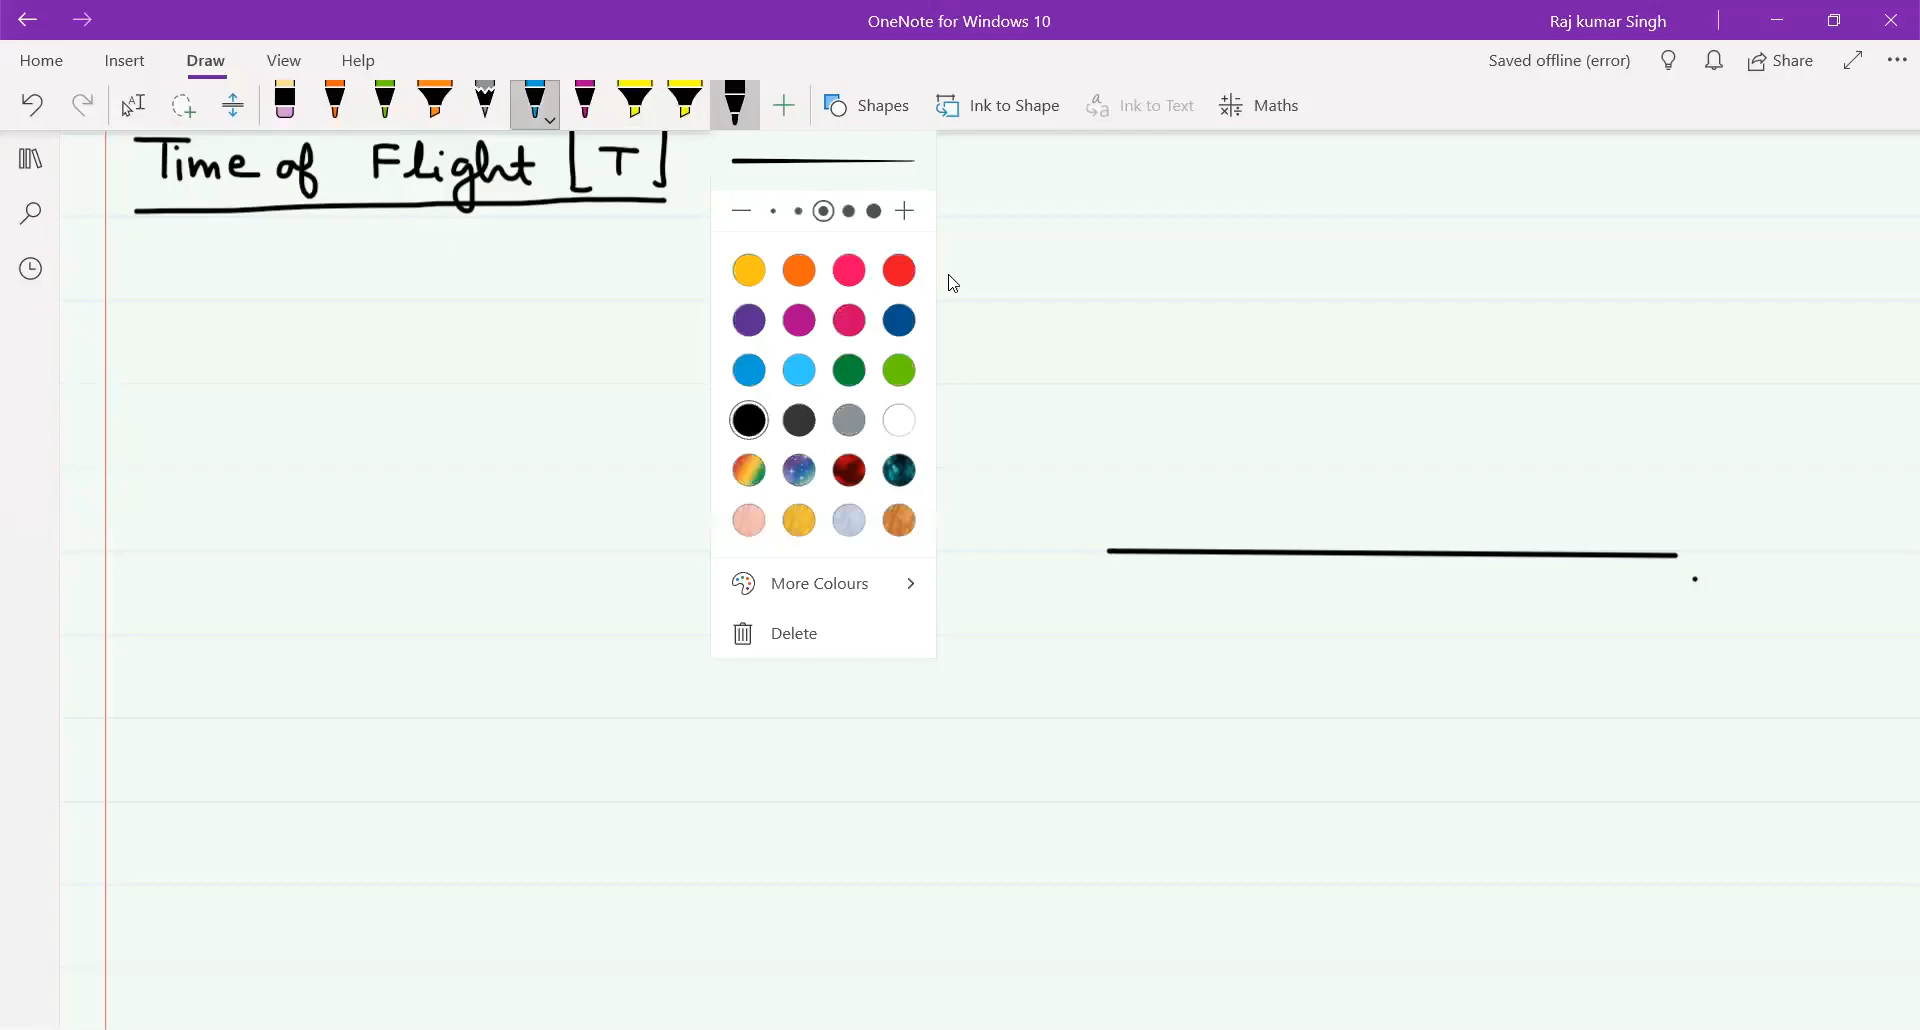 OneNote for Windows 10
Raj kumar Singh
Home Insert Draw View Help
Saved offline (error)
Share
Shapes
Ink to Shape
Ink to Text
Maths
Time of Flight [T]
More Colours
Delete